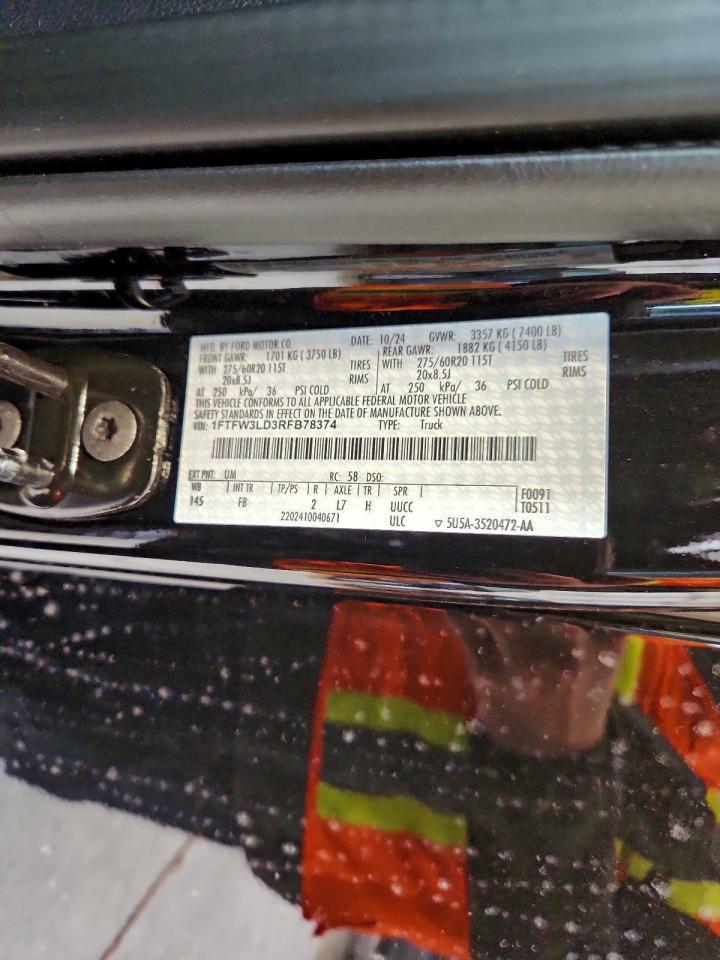 MFD. BY FORD MOTOR CO. DATE: 10/24 GVWR: 3357 KG ( 7400 LB)
FRONT GAWR: 1701 KG ( 3750 LB) REAR GAWR: 1882 KG ( 4150 LB)
WITH 275/60R20 115T TIRES WITH 275/60R20 115T TIRES
20x8.5J RIMS 20x8.5J RIMS
AT 250 kPa/ 36 PSI COLD AT 250 kPa/ 36 PSI COLD
THIS VEHICLE CONFORMS TO ALL APPLICABLE FEDERAL MOTOR VEHICLE
SAFETY STANDARDS IN EFFECT ON THE DATE OF MANUFACTURE SHOWN ABOVE.
VIN: 1FTFW3LD3RFB78374 TYPE: Truck
EXT PNT: UM RC: 58 DSO:
WB INT TR TP/PS R AXLE TR SPR F0091
145 FB 2 L7 H UUCC T0511
2202410040671 ULC ▽ 5U5A-3520472-AA